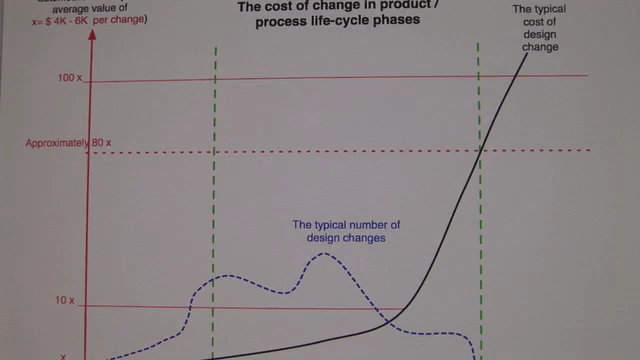 average value of
x= $ 4K - 6K per change)
The cost of change in product /
process life-cycle phases
The typical
cost of
design
change
100 x
Approximately 80 x
The typical number of
design changes
10 x
x